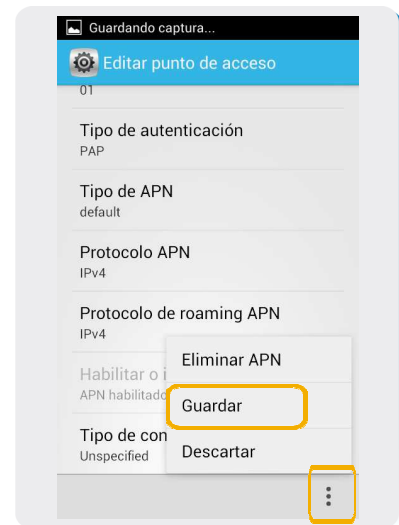 Guardando captura...
Editar punto de acceso
01
Tipo de autenticación
PAP
Tipo de APN
default
Protocolo APN
IPv4
Protocolo de roaming APN
IPv4
Habilitar o i
APN habilitado
Tipo de con
Unspecified
Eliminar APN
Guardar
Descartar